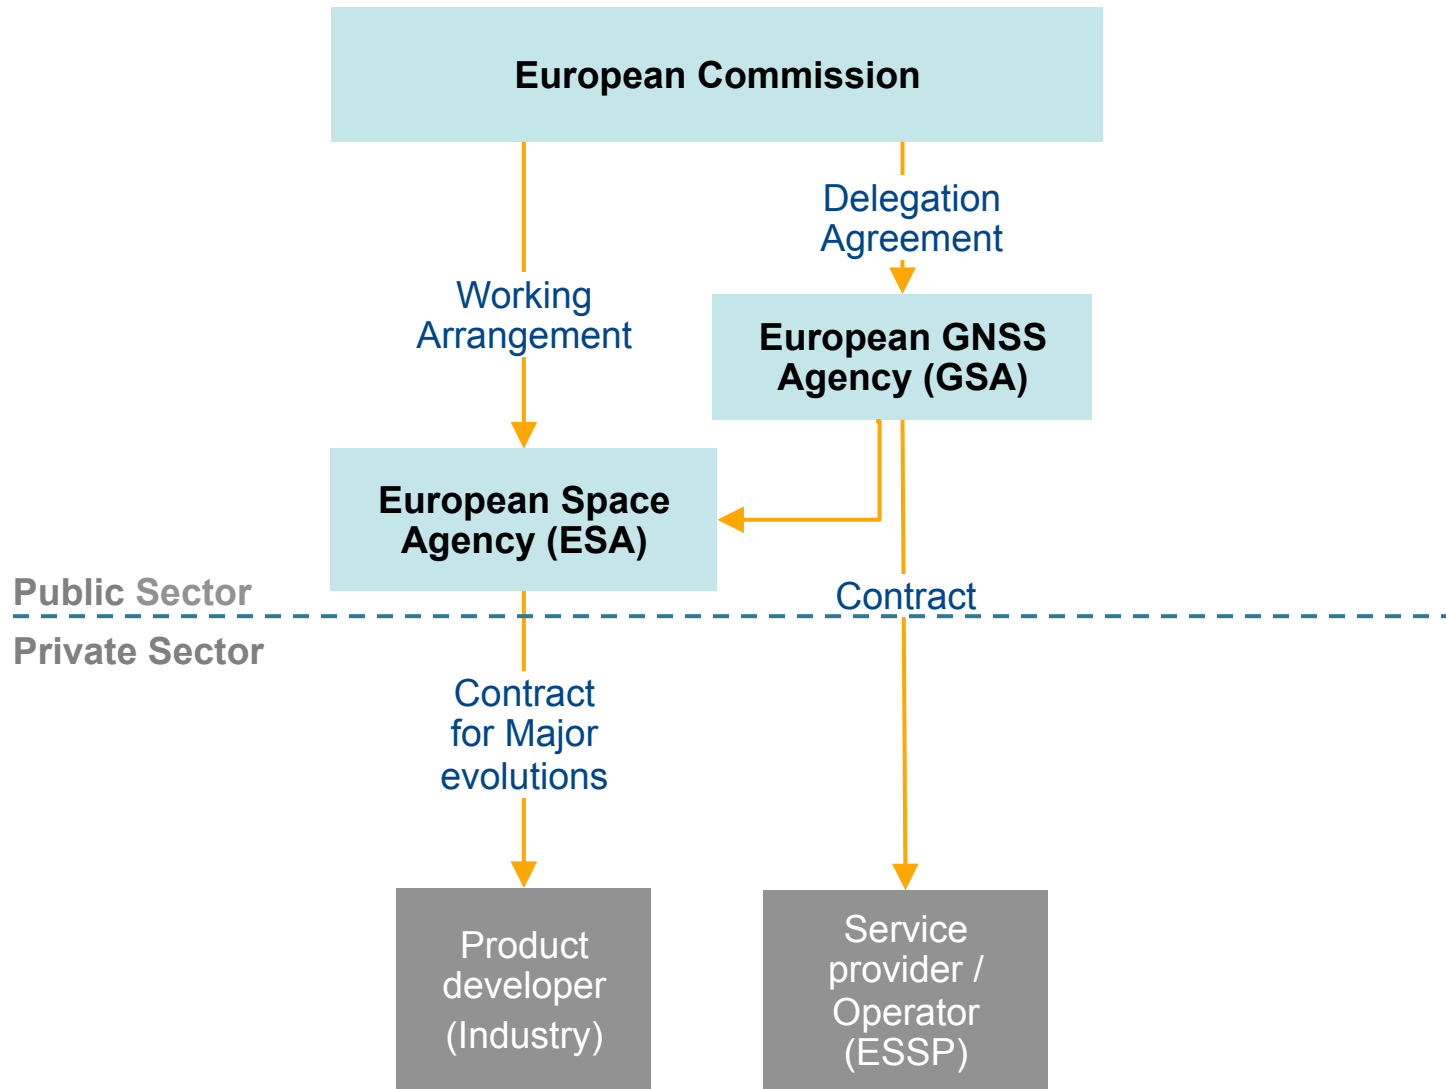 European Commission
Delegation
Agreement
Working
Arrangement
European GNSS
Agency (GSA)
European Space
Agency (ESA)
Public Sector
Contract
Private Sector
Contract
for Major
evolutions
Product
developer
(Industry)
Service
provider /
Operator
(ESSP)